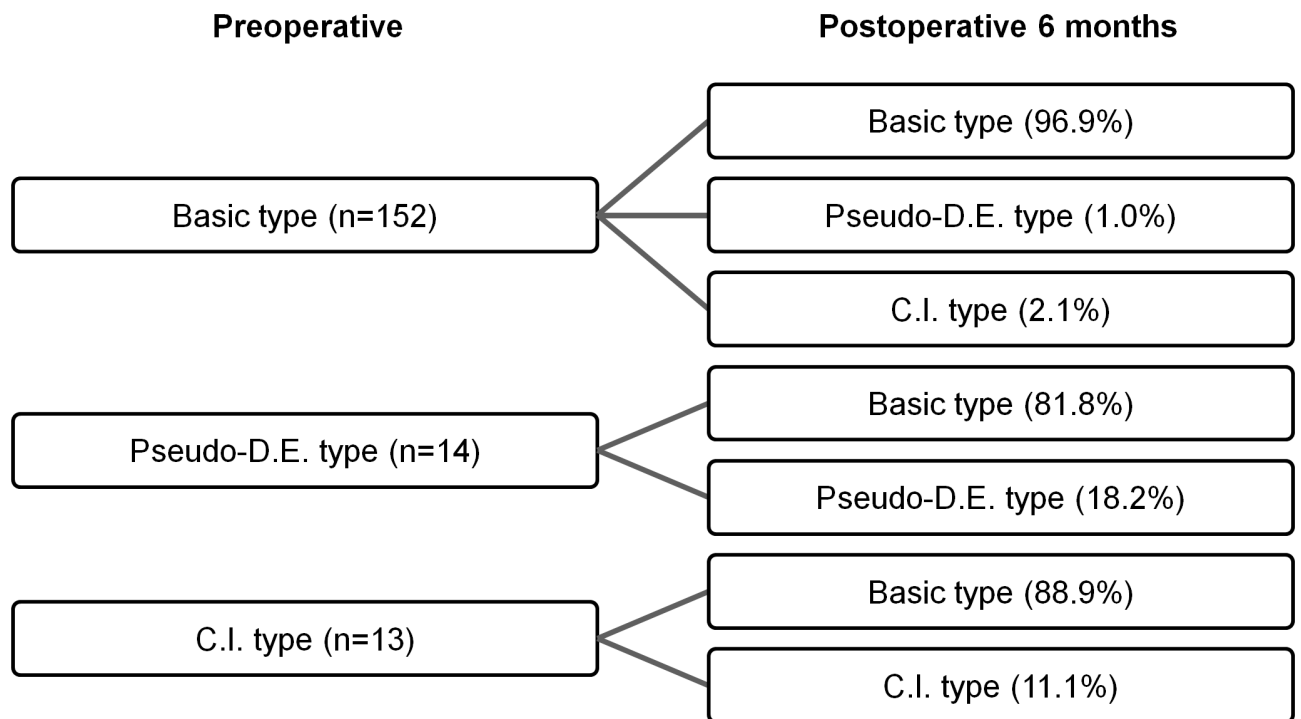 Preoperative
Postoperative 6 months
Basic type (n=152)
Basic type (96.9%)
Pseudo-D.E. type (1.0%)
C.I. type (2.1%)
Pseudo-D.E. type (n=14)
Basic type (81.8%)
Pseudo-D.E. type (18.2%)
C.I. type (n=13)
Basic type (88.9%)
C.I. type (11.1%)